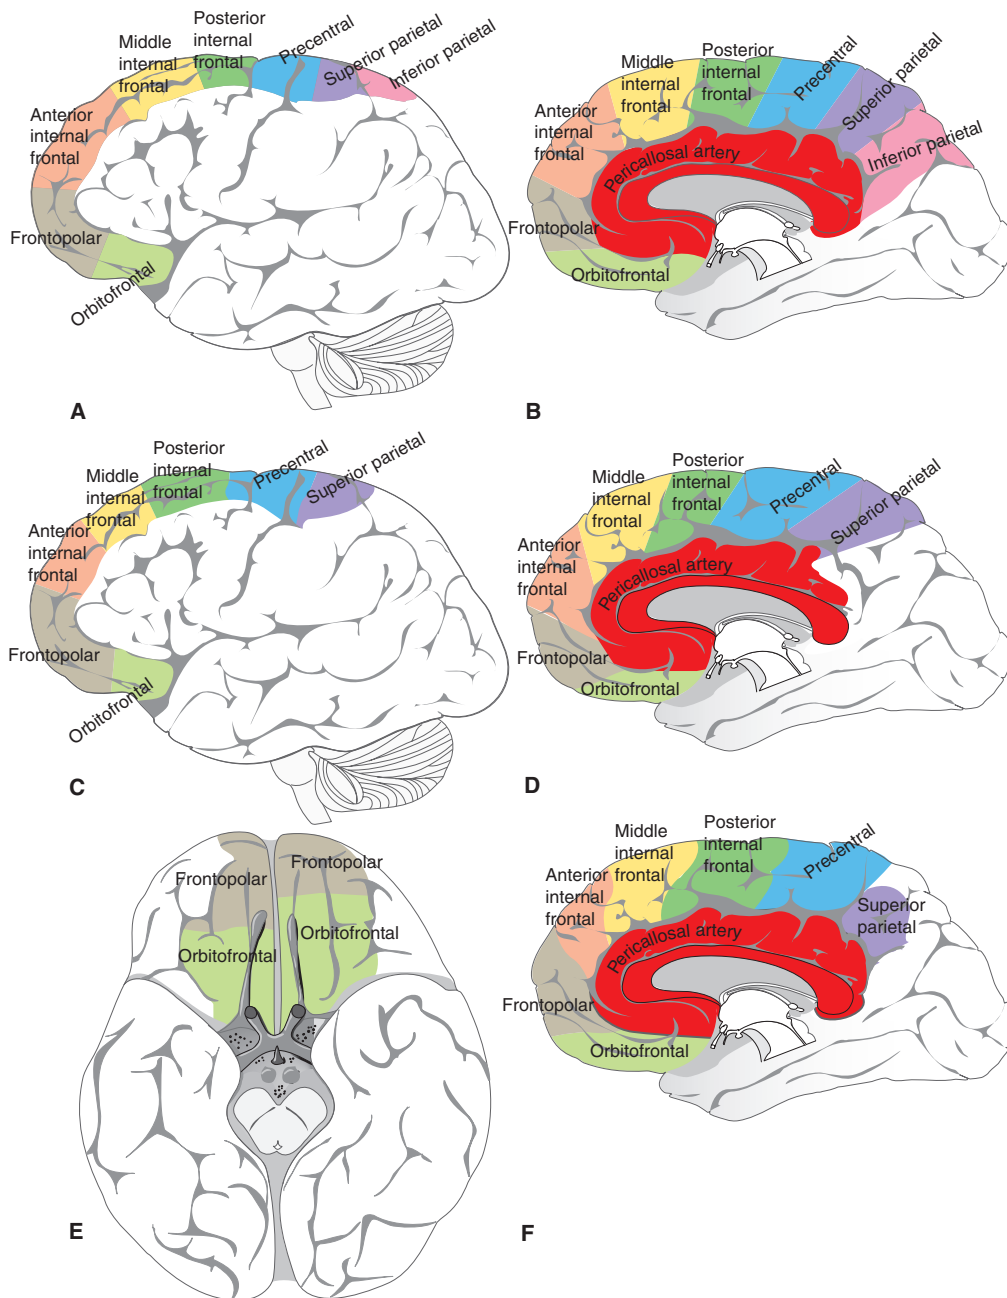 Posterior
internal
frontal
Middle
internal
frontal
Precentral
Superior parietal
Inferior parietal
Anterior
internal
frontal
Frontopolar
Orbitofrontal
A
Posterior
internal
frontal
Middle
internal
frontal
Precentral
Superior parietal
Anterior
internal
frontal
Inferior parietal
Pericallosal artery
Frontopolar
Orbitofrontal
B
Posterior
internal
frontal
Middle
internal
frontal
Precentral
Superior parietal
Anterior
internal
frontal
Frontopolar
Orbitofrontal
C
Posterior
internal
frontal
Middle
internal
frontal
Precentral
Superior parietal
Anterior
internal
frontal
Pericallosal artery
Frontopolar
Orbitofrontal
D
Frontopolar
Frontopolar
Orbitofrontal
Orbitofrontal
E
Posterior
internal
frontal
Middle
internal
frontal
Precentral
Anterior
internal
frontal
Superior
parietal
Pericallosal artery
Frontopolar
Orbitofrontal
F